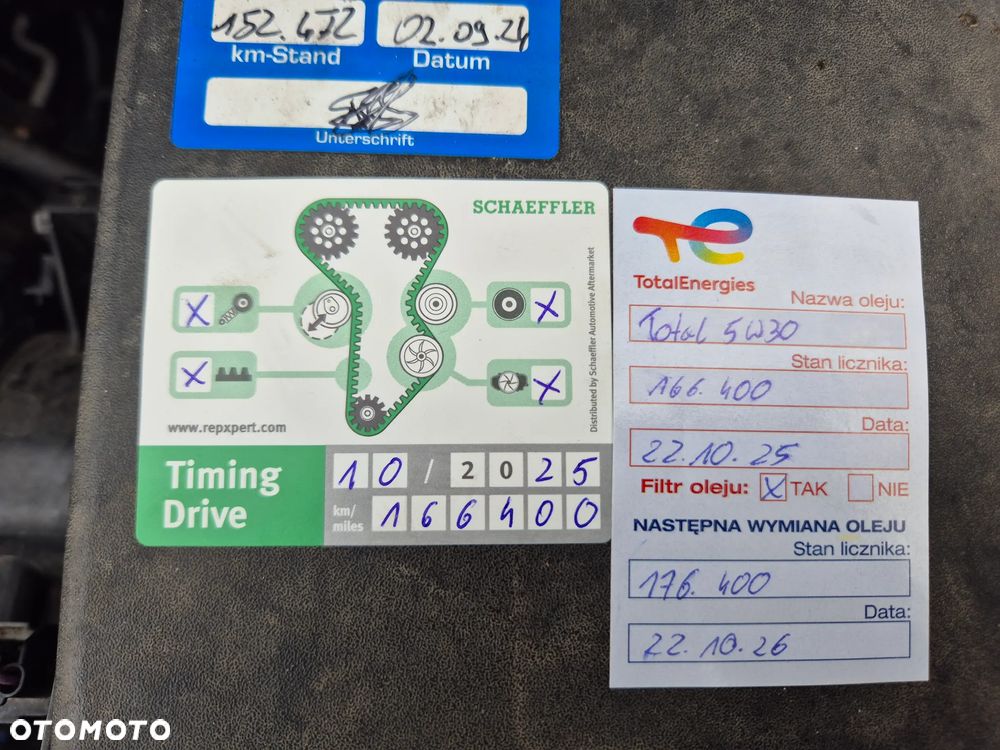 152.472
02.09.24
km-Stand
Datum
Unterschrift
SCHAEFFLER
X
X
X
X
www.repxpert.com
Distributed by Schaeffler Automotive Aftermarket
Timing
Drive
10 / 2025
km/
miles
166400
TotalEnergies
Nazwa oleju:
Total 5W30
Stan licznika:
166.400
Data:
22.10.25
Filtr oleju: X TAK NIE
NASTĘPNA WYMIANA OLEJU
Stan licznika:
176.400
Data:
22.10.26
OTOMOTO